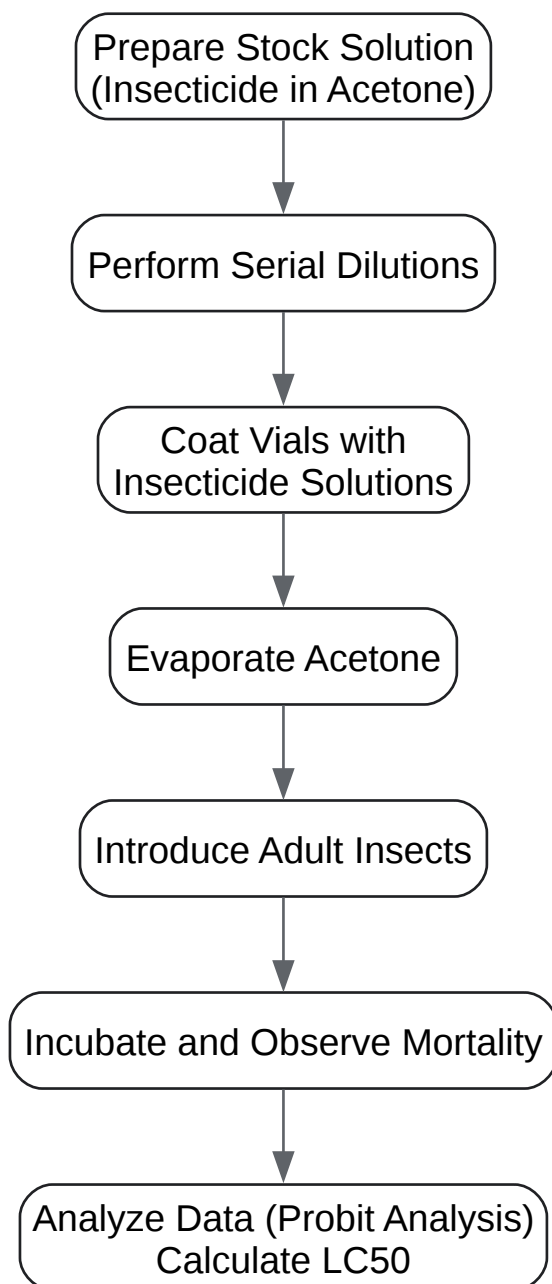 Prepare Stock Solution
(Insecticide in Acetone)
Perform Serial Dilutions
Coat Vials with
Insecticide Solutions
Evaporate Acetone
Introduce Adult Insects
Incubate and Observe Mortality
Analyze Data (Probit Analysis)
Calculate LC50